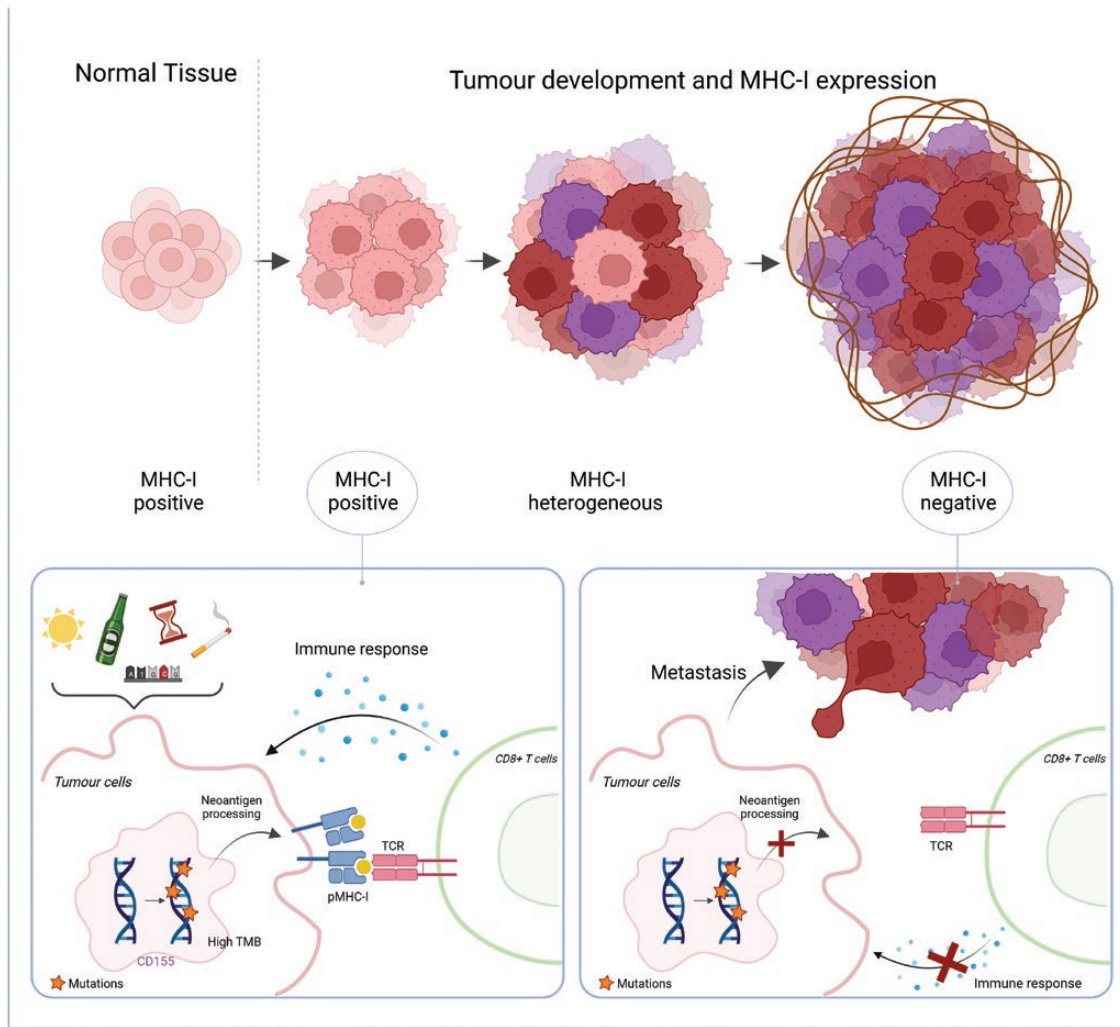 Normal Tissue
Tumour development and MHC-I expression
MHC-I
positive
MHC-I
positive
MHC-I
heterogeneous
MHC-I
negative
A T G C G
Immune response
Tumour cells
CD8+ T cells
Neoantigen
processing
TCR
pMHC-I
High TMB
CD155
Mutations
Metastasis
Tumour cells
CD8+ T cells
Neoantigen
processing
TCR
Mutations
Immune response